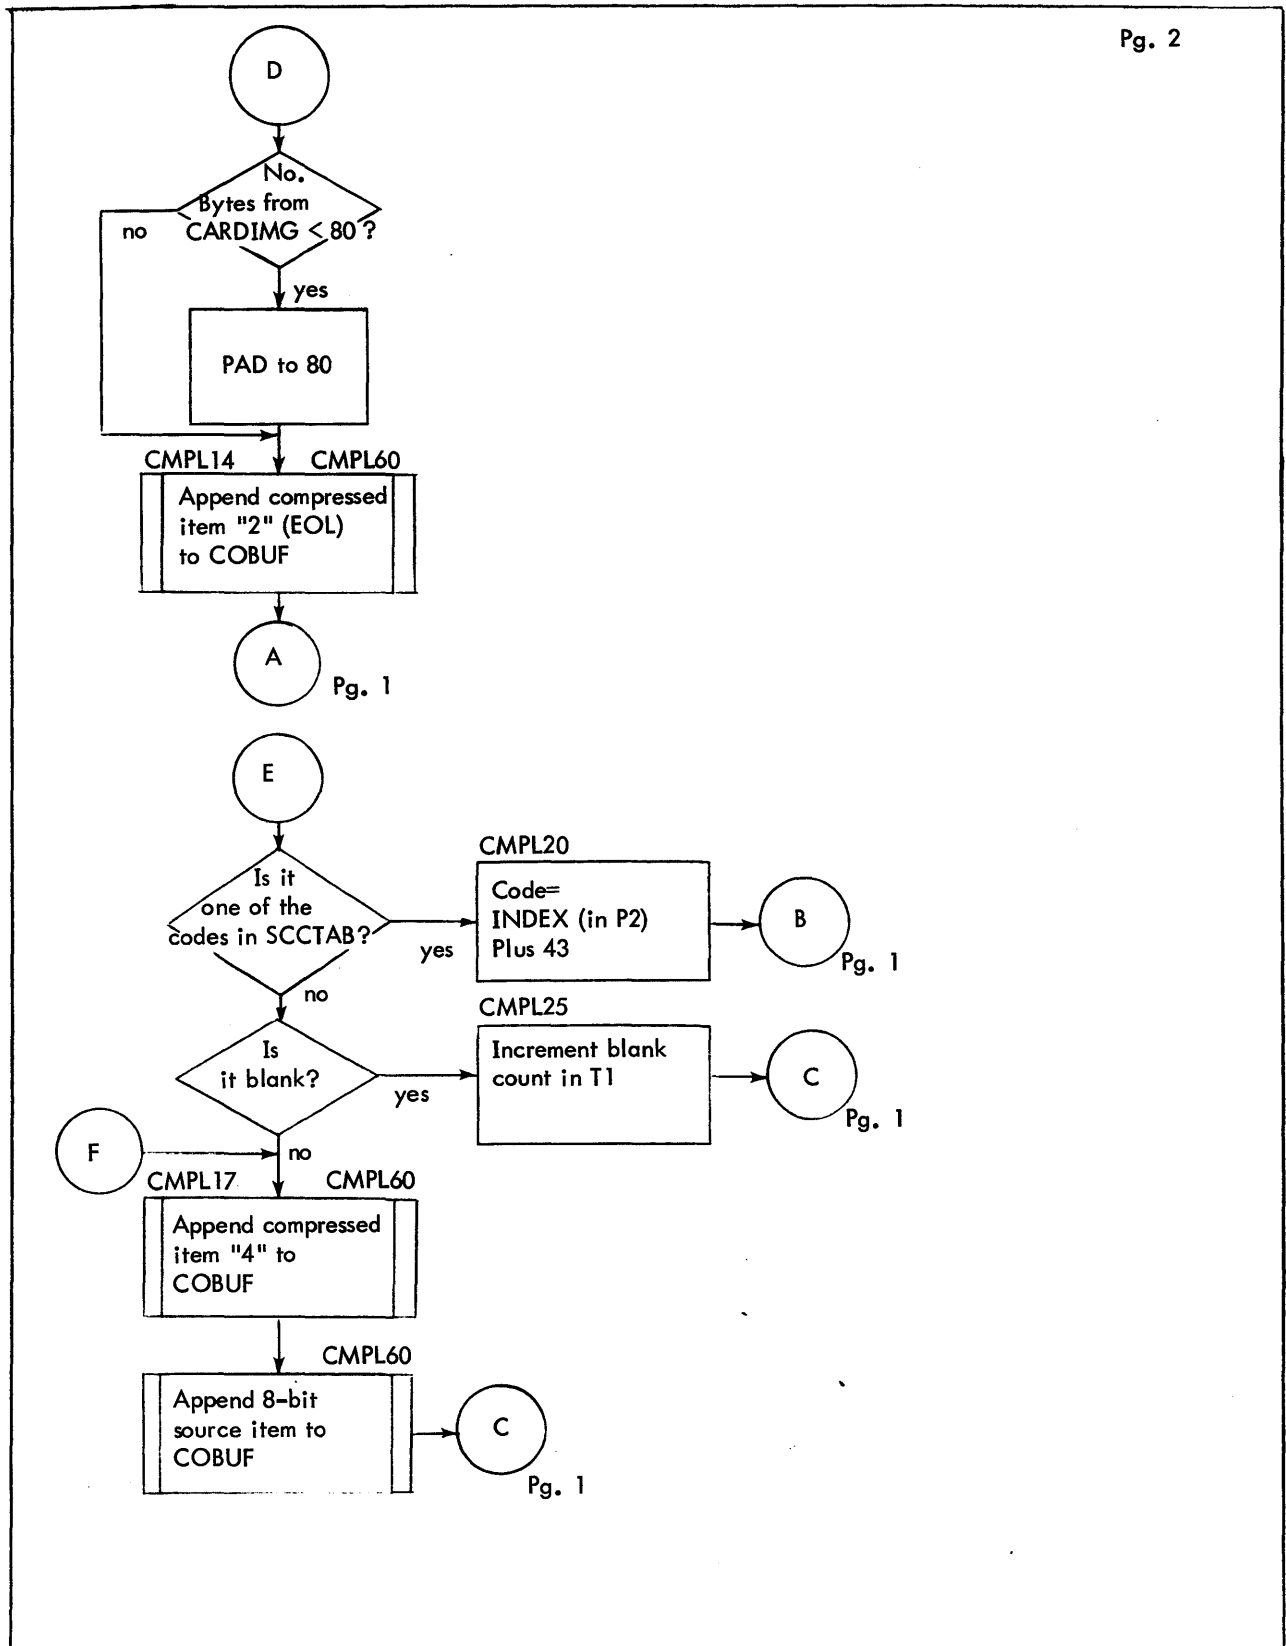 Pg. 2
D
No.
Bytes from
CARDIMG < 80 ?
no
yes
PAD to 80
CMPL14 CMPL60
Append compressed
item "2" (EOL)
to COBUF
A
Pg. 1
E
Is it
one of the
codes in SCCTAB?
yes
no
CMPL20
Code=
INDEX (in P2)
Plus 43
B
Pg. 1
Is
it blank?
yes
CMPL25
Increment blank
count in T1
C
Pg. 1
F
no
CMPL17 CMPL60
Append compressed
item "4" to
COBUF
CMPL60
Append 8-bit
source item to
COBUF
C
Pg. 1